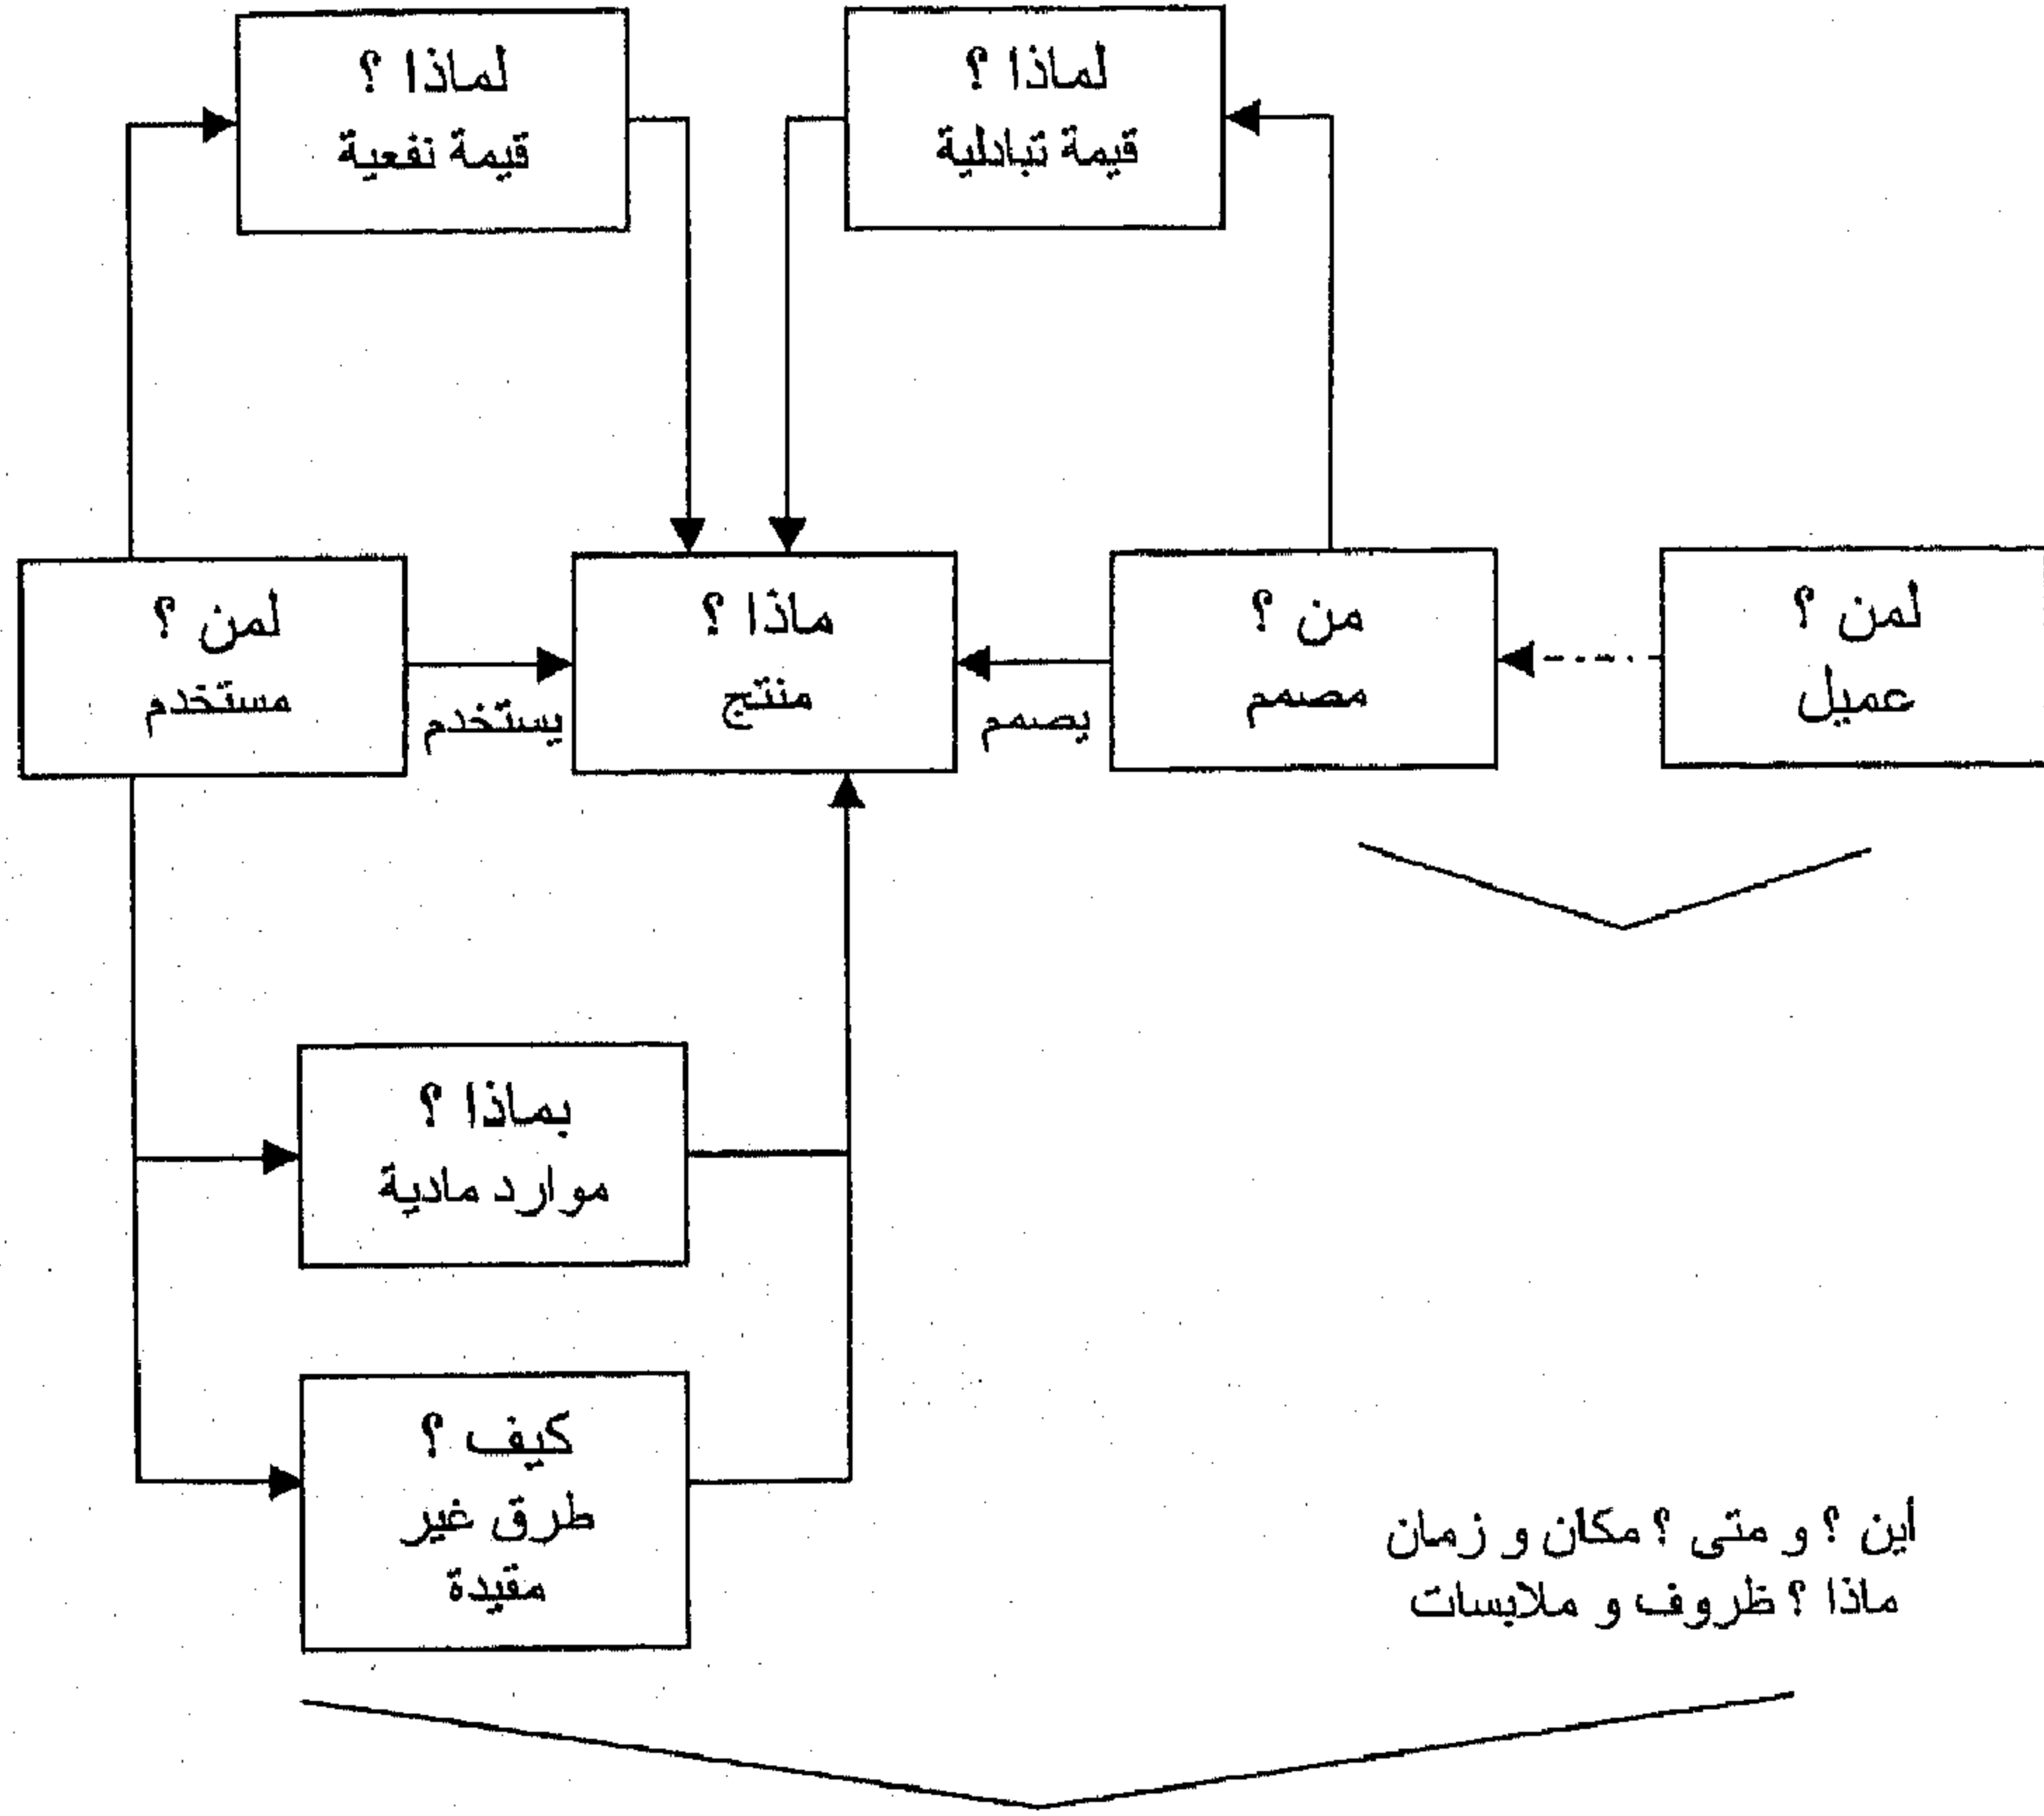 لماذا ؟
قيمة تبادلية
لماذا ؟
قيمة نفعية
لمن ؟
عميل
من ؟
مصمم
يصمم
ماذا ؟
منتج
يستخدم
لمن ؟
مستخدم
بماذا ؟
موارد مادية
كيف ؟
طرق غير
مقيدة
اين ؟ و متى ؟ مكان و زمان
ماذا ؟ ظروف و ملابسات